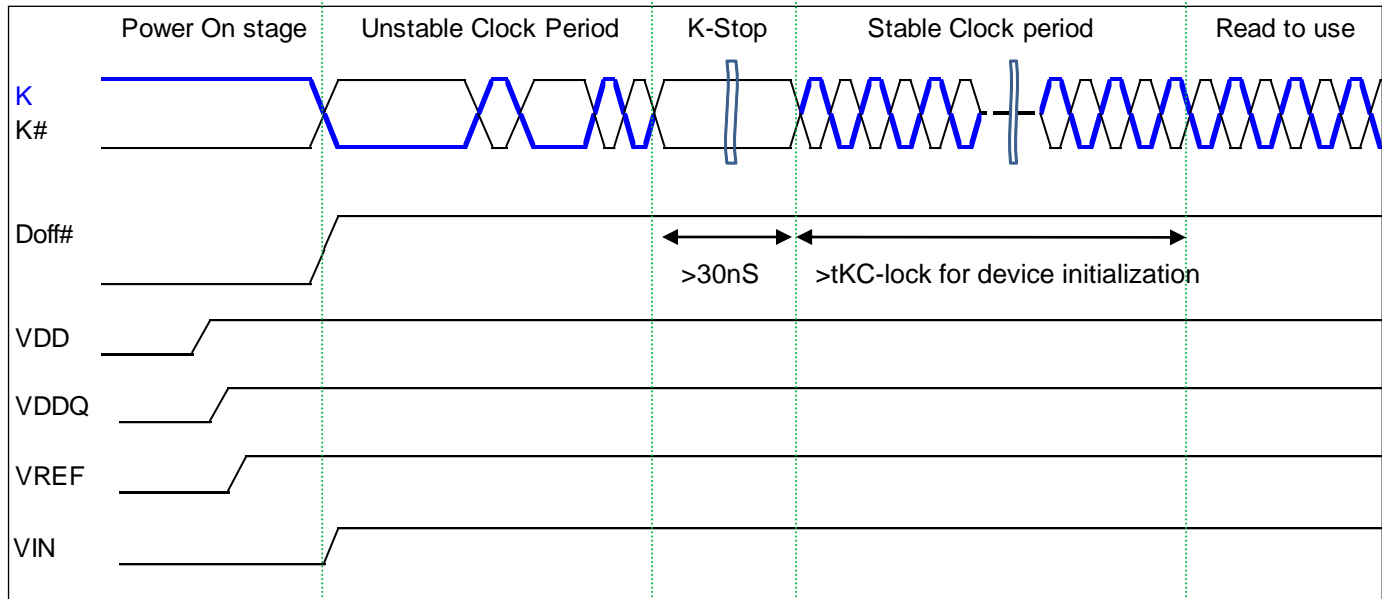 Power On stage Unstable Clock Period K-Stop Stable Clock period Read to use
K
K#
Doff#
>30nS >tKC-lock for device initialization
VDD
VDDQ
VREF
VIN